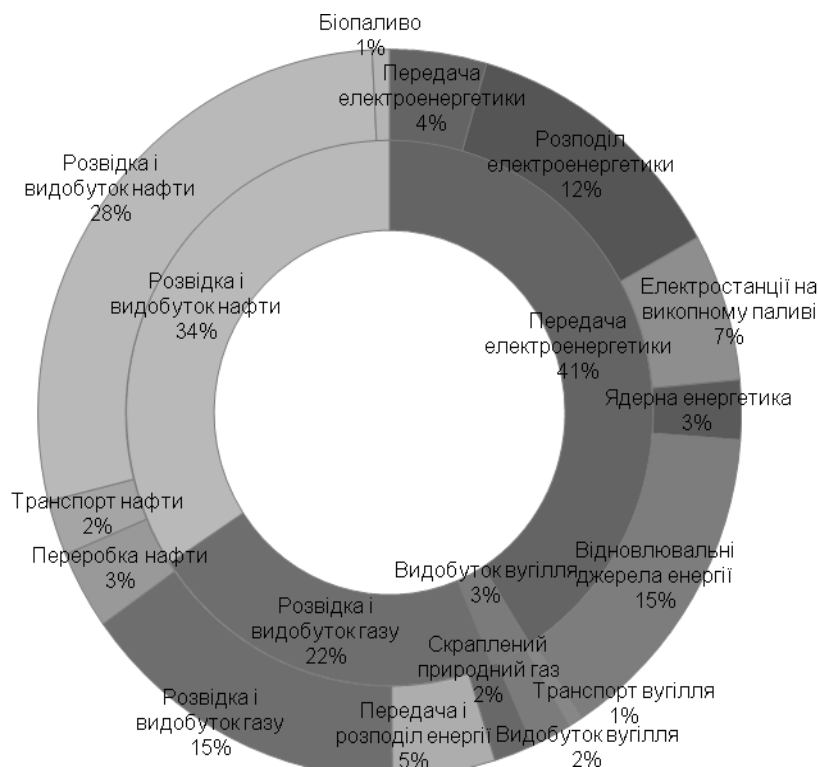 Біопаливо
1%
Передача
електроенергетики
4%
Розподіл
електроенергетики
12%
Електростанції на
викопному паливі
7%
Ядерна енергетика
3%
Відновлювальні
джерела енергії
15%
Транспорт вугілля
1%
Видобуток вугілля
2%
Скраплений
природний газ
2%
Передача і
розподіл енергії
5%
Розвідка і
видобуток газу
15%
Переробка нафти
3%
Транспорт нафти
2%
Розвідка і
видобуток нафти
28%
Розвідка і
видобуток нафти
34%
Передача
електроенергетики
41%
Видобуток вугілля
3%
Розвідка і
видобуток газу
22%